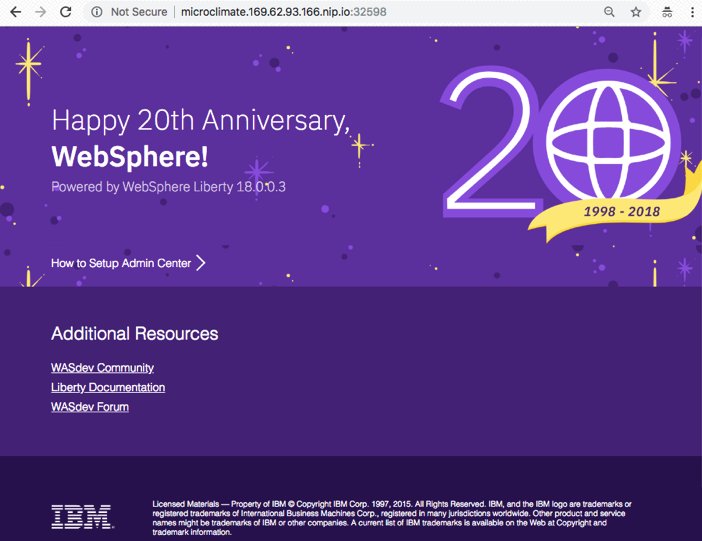 Not Secure | microclimate.169.62.93.166.nip.io:32598
Happy 20th Anniversary,
WebSphere!
Powered by WebSphere Liberty 18.0.0.3
20
1998 - 2018
How to Setup Admin Center
Additional Resources
WASdev Community
Liberty Documentation
WASdev Forum
IBM
Licensed Materials — Property of IBM © Copyright IBM Corp. 1997, 2015. All Rights Reserved. IBM, and the IBM logo are trademarks or
registered trademarks of International Business Machines Corp., registered in many jurisdictions worldwide. Other product and service
names might be trademarks of IBM or other companies. A current list of IBM trademarks is available on the Web at Copyright and
trademark information.